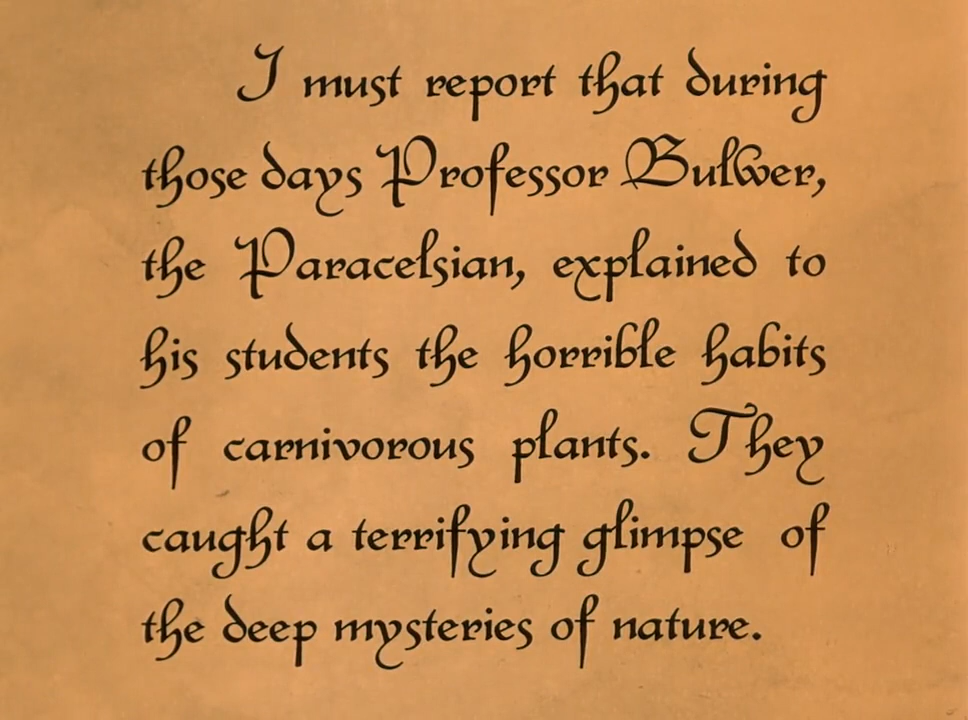 I must report that during
those days Professor Bulwer,
the Paracelsian, explained to
his students the horrible habits
of carnivorous plants. They
caught a terrifying glimpse of
the deep mysteries of nature.